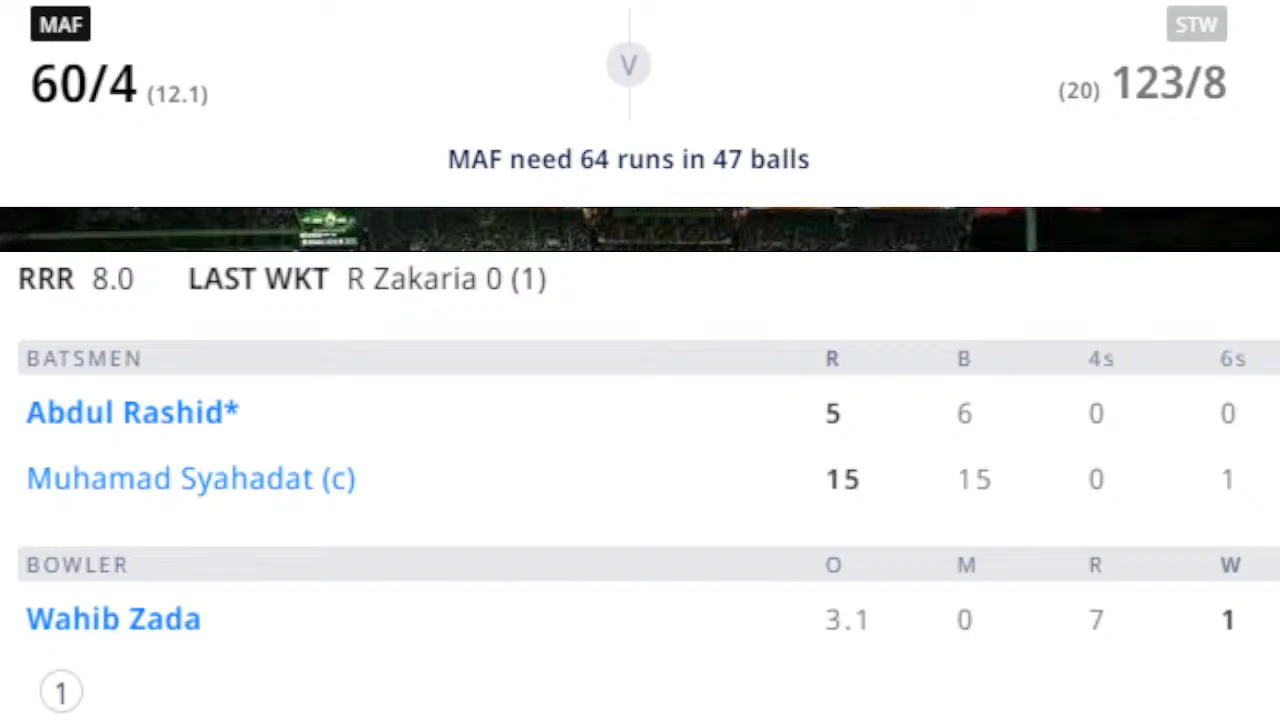 MAF
V
STW
60/4 (12.1)
(20) 123/8
MAF need 64 runs in 47 balls
RRR 8.0 LAST WKT R Zakaria 0 (1)
BATSMEN R B 4s 6s
Abdul Rashid* 5 6 0 0
Muhamad Syahadat (c) 15 15 0 1
BOWLER O M R W
Wahib Zada 3.1 0 7 1
1